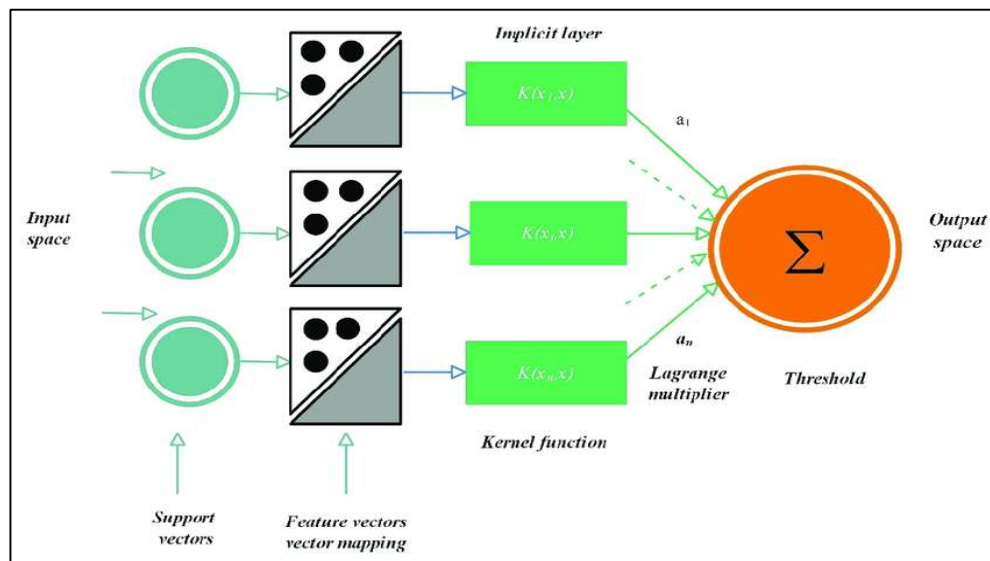 Implicit layer
K(x₁,x)
a₁
Input
space
K(xᵢ,x)
Σ
Output
space
aₙ
K(xₙ,x)
Lagrange
multiplier
Threshold
Kernel function
Support
vectors
Feature vectors
vector mapping